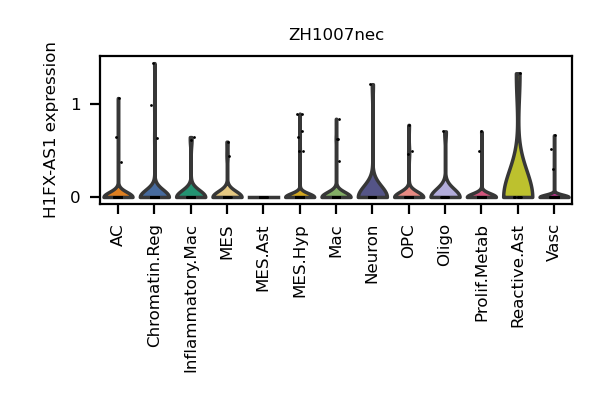 ZH1007nec
H1FX-AS1 expression
1
0
AC
Chromatin.Reg
Inflammatory.Mac
MES
MES.Ast
MES.Hyp
Mac
Neuron
OPC
Oligo
Prolif.Metab
Reactive.Ast
Vasc